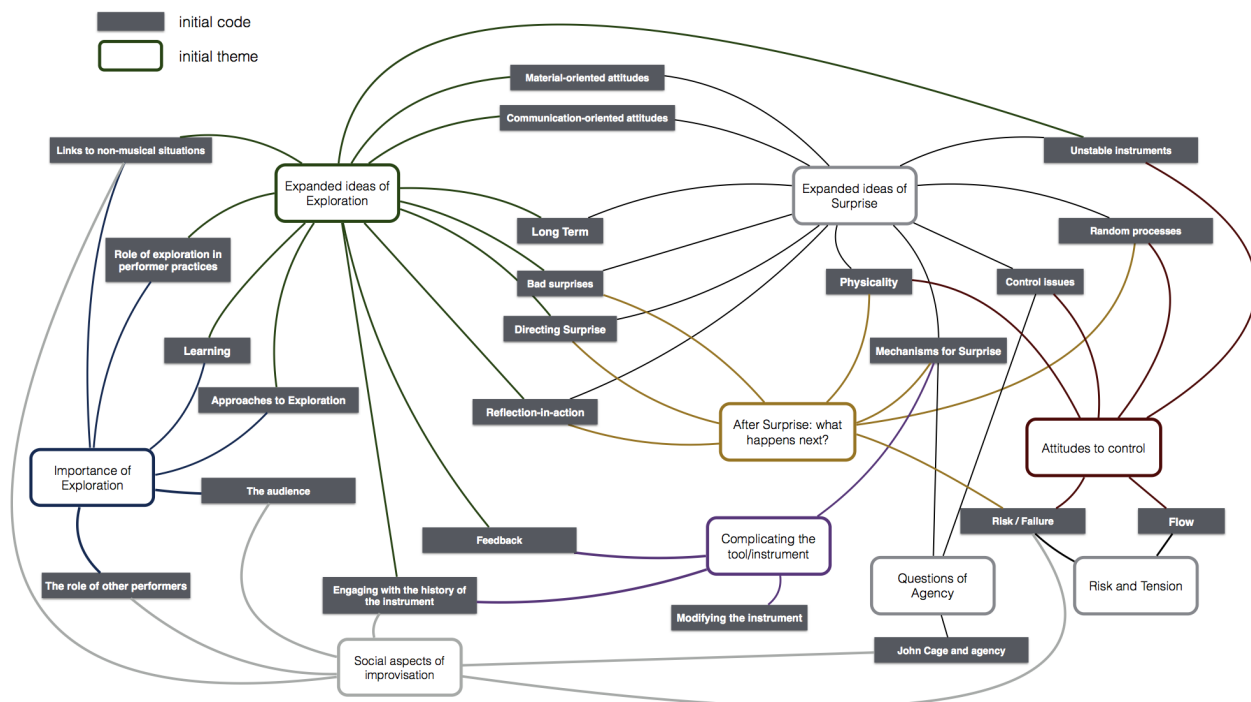 initial code
initial theme
Material-oriented attitudes
Communication-oriented attitudes
Links to non-musical situations
Unstable instruments
Expanded ideas of
Exploration
Expanded ideas of
Surprise
Long Term
Random processes
Role of exploration in
performer practices
Bad surprises
Physicality
Control issues
Directing Surprise
Learning
Mechanisms for Surprise
Approaches to Exploration
Reflection-in-action
After Surprise: what
happens next?
Attitudes to control
Importance of
Exploration
The audience
Risk / Failure
Flow
Feedback
Complicating the
tool/instrument
The role of other performers
Engaging with the history of
the instrument
Questions of
Agency
Risk and Tension
Modifying the instrument
John Cage and agency
Social aspects of
improvisation